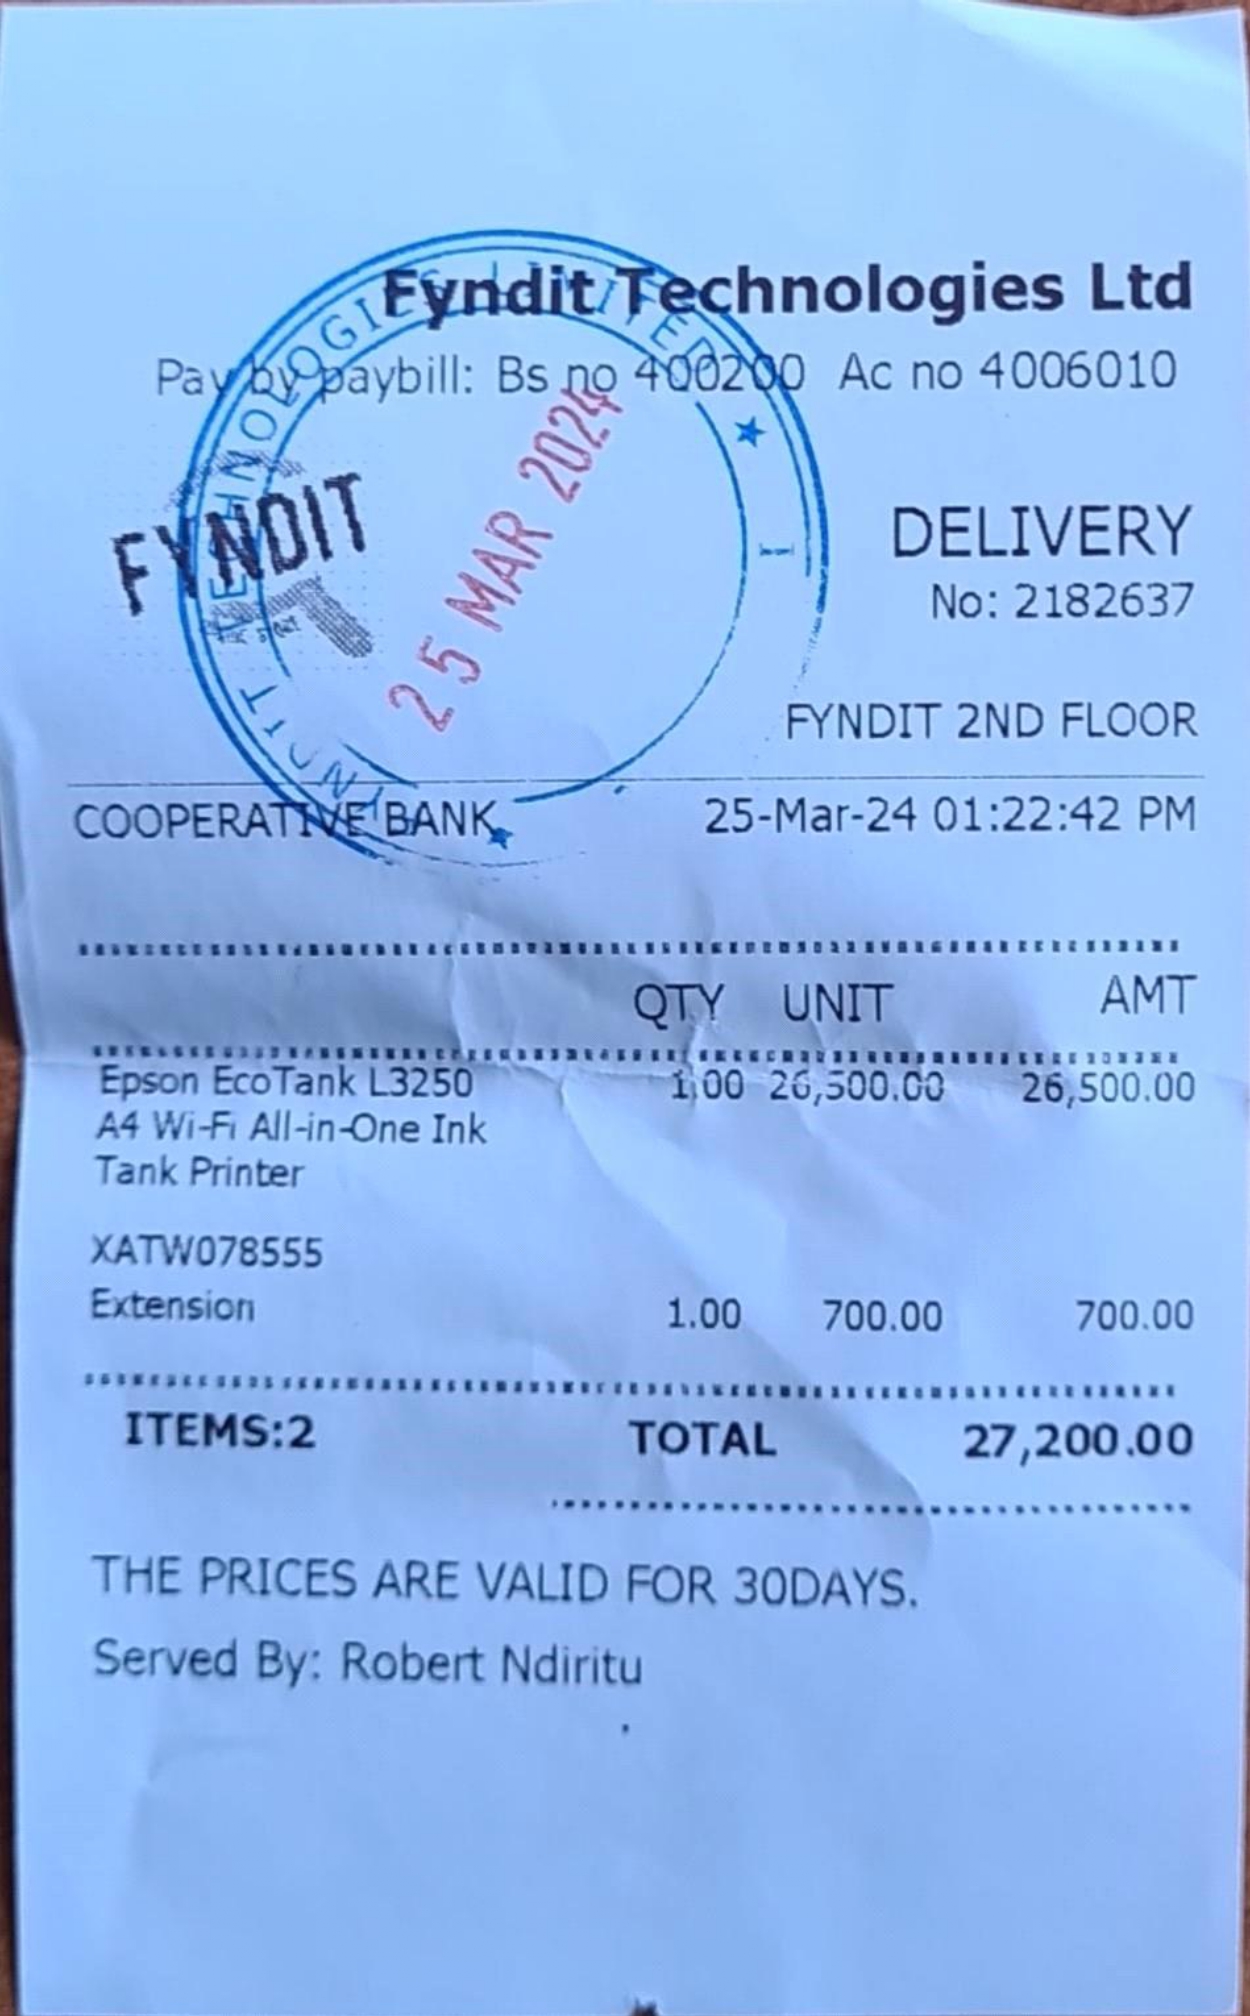 Fyndit Technologies Ltd
Pay by paybill: Bs no 400200 Ac no 4006010
FYNDIT
FYNDIT TECHNOLOGIES LIMITED
25 MAR 2024
DELIVERY
No: 2182637
FYNDIT 2ND FLOOR
COOPERATIVE BANK 25-Mar-24 01:22:42 PM
QTY UNIT AMT
Epson EcoTank L3250 1.00 26,500.00 26,500.00
A4 Wi-Fi All-in-One Ink
Tank Printer
XATW078555
Extension 1.00 700.00 700.00
ITEMS:2 TOTAL 27,200.00
THE PRICES ARE VALID FOR 30DAYS.
Served By: Robert Ndiritu